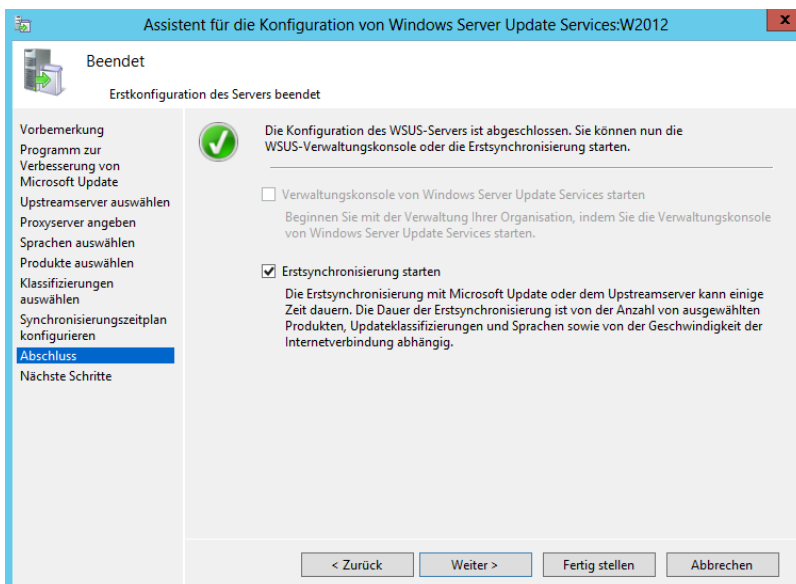 Assistent für die Konfiguration von Windows Server Update Services:W2012
x
Beendet
Erstkonfiguration des Servers beendet
Vorbemerkung
Programm zur
Verbesserung von
Microsoft Update
Upstreamserver auswählen
Proxyserver angeben
Sprachen auswählen
Produkte auswählen
Klassifizierungen
auswählen
Synchronisierungszeitplan
konfigurieren
Abschluss
Nächste Schritte
Die Konfiguration des WSUS-Servers ist abgeschlossen. Sie können nun die
WSUS-Verwaltungskonsole oder die Erstsynchronisierung starten.
Verwaltungskonsole von Windows Server Update Services starten
Beginnen Sie mit der Verwaltung Ihrer Organisation, indem Sie die Verwaltungskonsole
von Windows Server Update Services starten.
Erstsynchronisierung starten
Die Erstsynchronisierung mit Microsoft Update oder dem Upstreamserver kann einige
Zeit dauern. Die Dauer der Erstsynchronisierung ist von der Anzahl von ausgewählten
Produkten, Updateklassifizierungen und Sprachen sowie von der Geschwindigkeit der
Internetverbindung abhängig.
< Zurück
Weiter >
Fertig stellen
Abbrechen